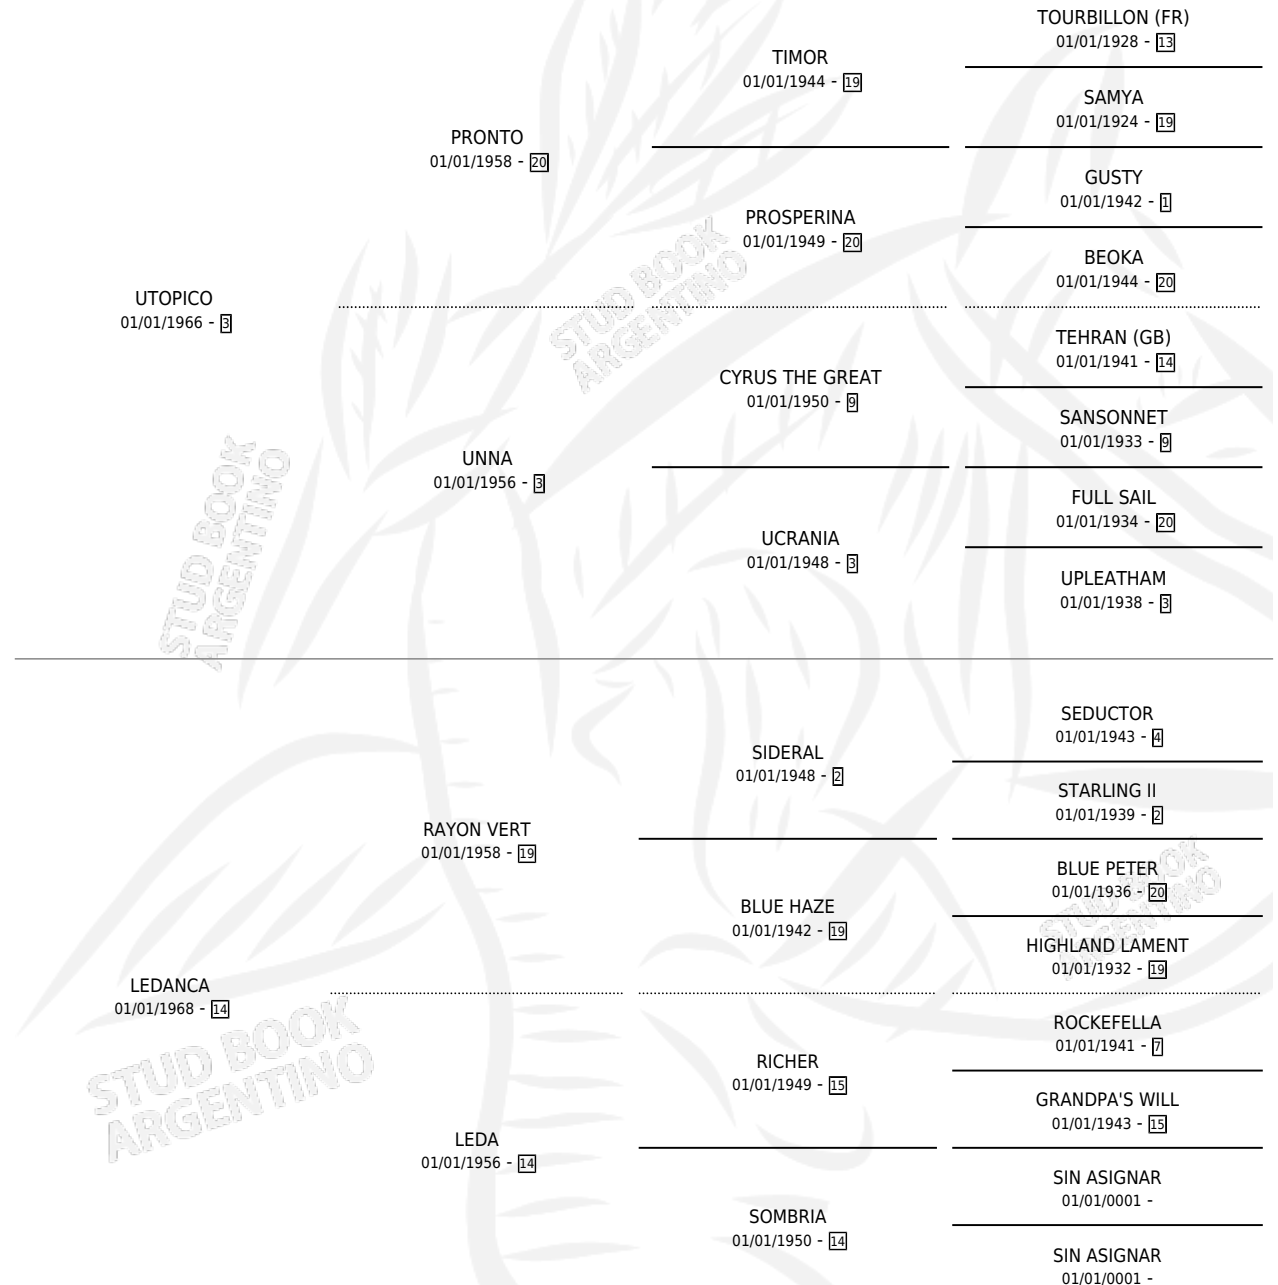 TOURBILLON (FR)
01/01/1928 - 13
TIMOR
01/01/1944 - 19
SAMYA
01/01/1924 - 19
PRONTO
01/01/1958 - 20
GUSTY
01/01/1942 - 1
PROSPERINA
01/01/1949 - 20
BEOKA
01/01/1944 - 20
UTOPICO
01/01/1966 - 3
TEHRAN (GB)
01/01/1941 - 14
CYRUS THE GREAT
01/01/1950 - 9
SANSONNET
01/01/1933 - 9
UNNA
01/01/1956 - 3
FULL SAIL
01/01/1934 - 20
UCRANIA
01/01/1948 - 3
UPLEATHAM
01/01/1938 - 3
STUD BOOK
ARGENTINO
STUD BOOK
ARGENTINO
SEDUCTOR
01/01/1943 - 4
SIDERAL
01/01/1948 - 2
STARLING II
01/01/1939 - 2
RAYON VERT
01/01/1958 - 19
BLUE PETER
01/01/1936 - 20
BLUE HAZE
01/01/1942 - 19
HIGHLAND LAMENT
01/01/1932 - 19
LEDANCA
01/01/1968 - 14
ROCKEFELLA
01/01/1941 - 7
RICHER
01/01/1949 - 15
GRANDPA'S WILL
01/01/1943 - 15
LEDA
01/01/1956 - 14
SIN ASIGNAR
01/01/0001 -
SOMBRIA
01/01/1950 - 14
SIN ASIGNAR
01/01/0001 -
STUD BOOK
ARGENTINO
STUD BOOK
ARGENTINO